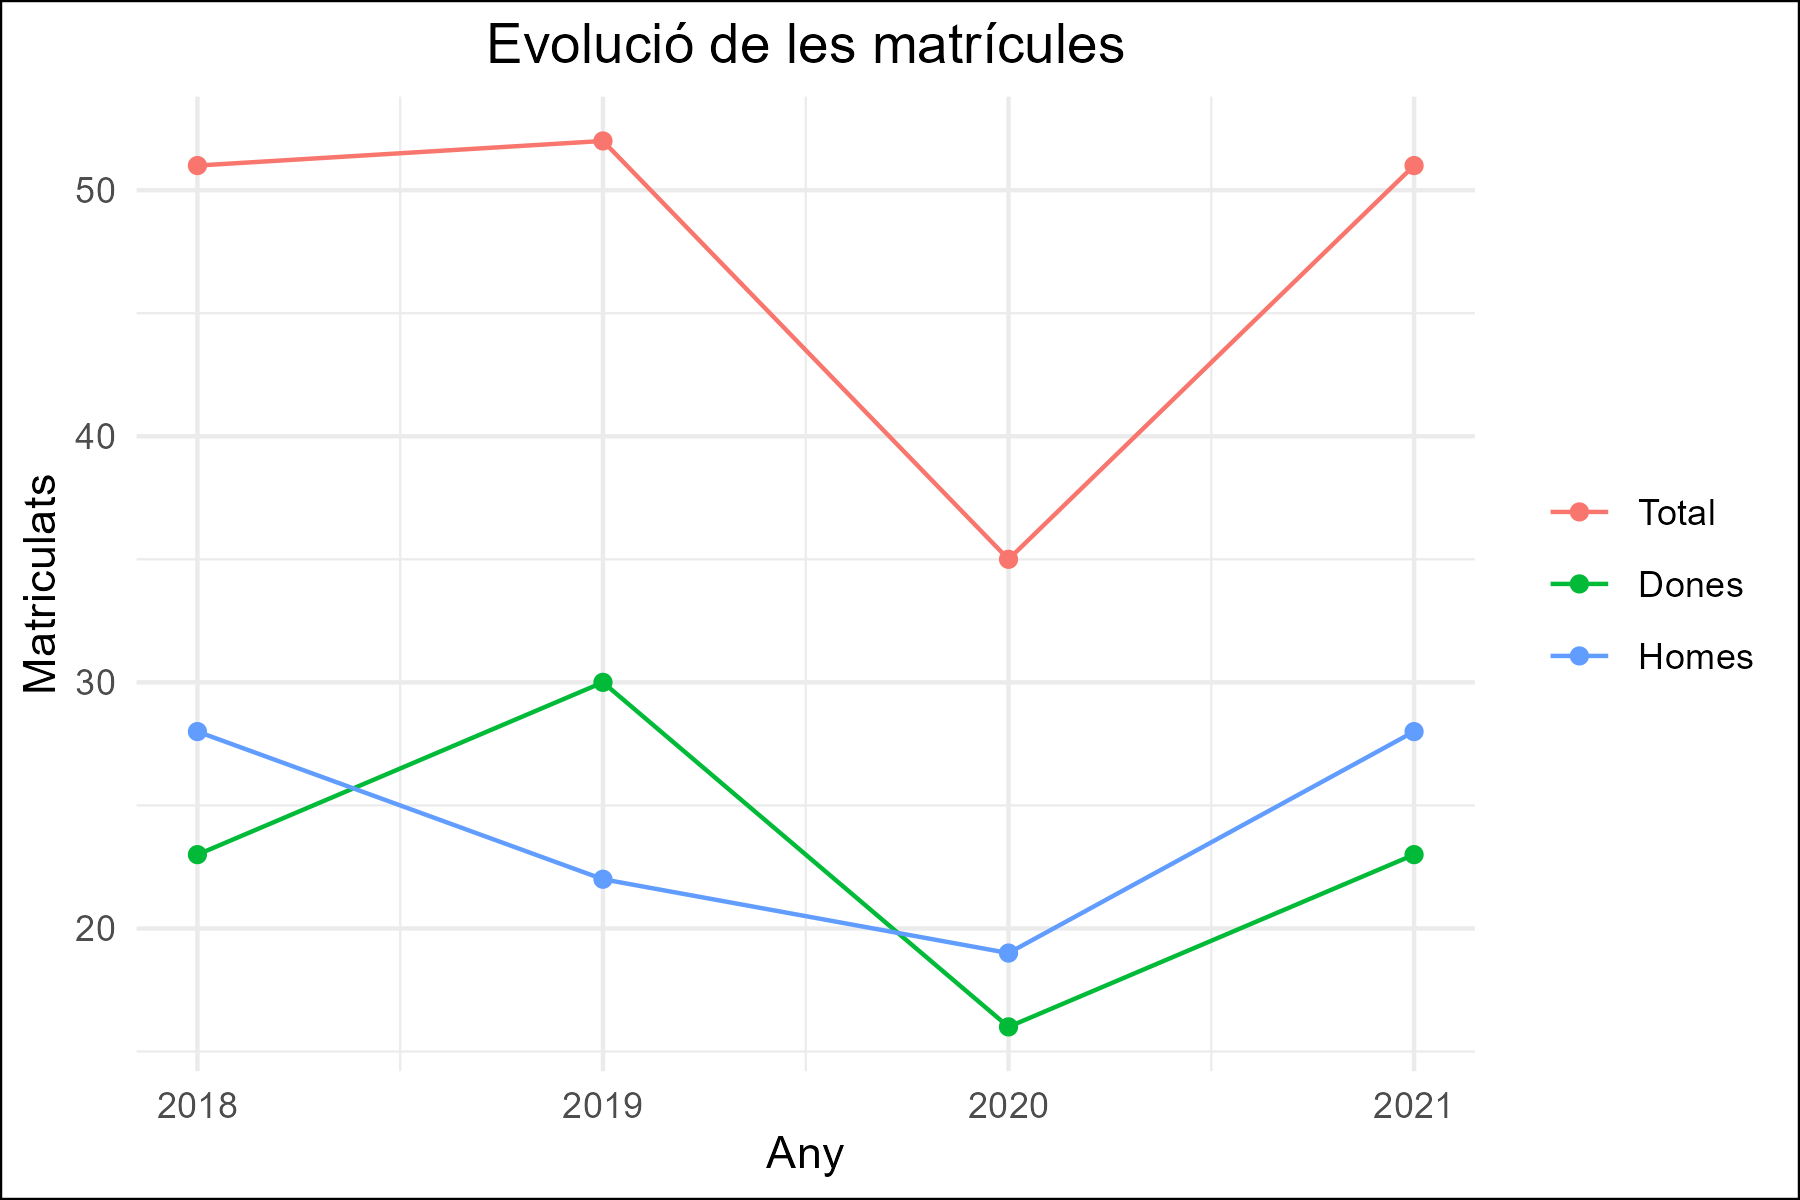 Evolució de les matrícules
50
40
30
20
Matriculats
2018 2019 2020 2021
Any
Total
Dones
Homes